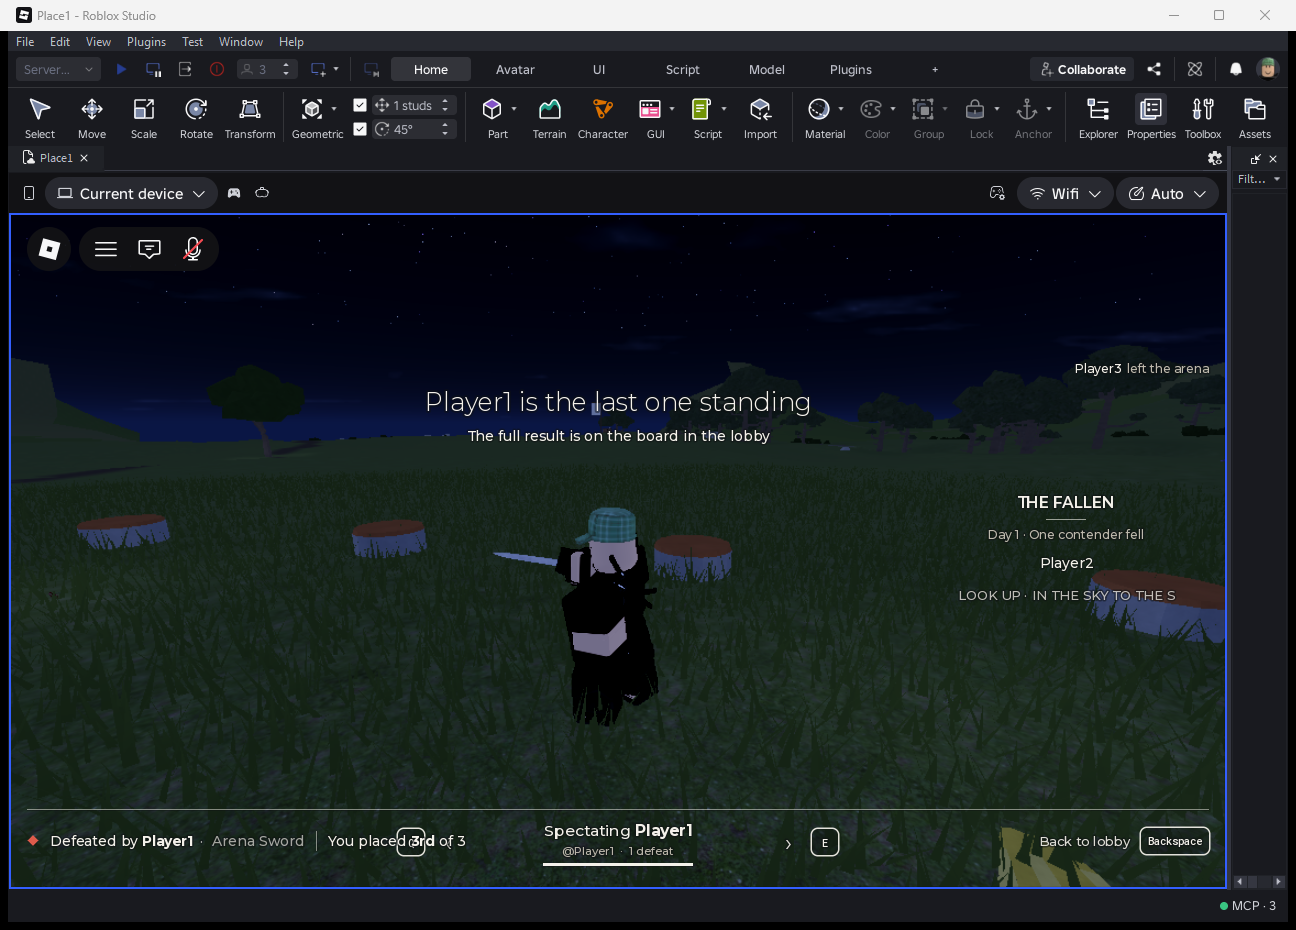 Place1 - Roblox Studio
File Edit View Plugins Test Window Help
Server... 3 Home Avatar UI Script Model Plugins + Collaborate
1 studs
45°
Select Move Scale Rotate Transform Geometric Part Terrain Character GUI Script Import Material Color Group Lock Anchor Explorer Properties Toolbox Assets
Place1
Filt...
Current device Wifi Auto
Player3 left the arena
Player1 is the last one standing
The full result is on the board in the lobby
THE FALLEN
Day 1 · One contender fell
Player2
LOOK UP · IN THE SKY TO THE S
Defeated by Player1 · Arena Sword You placed 3rd of 3
Spectating Player1
@Player1 · 1 defeat
› E
Back to lobby Backspace
MCP · 3